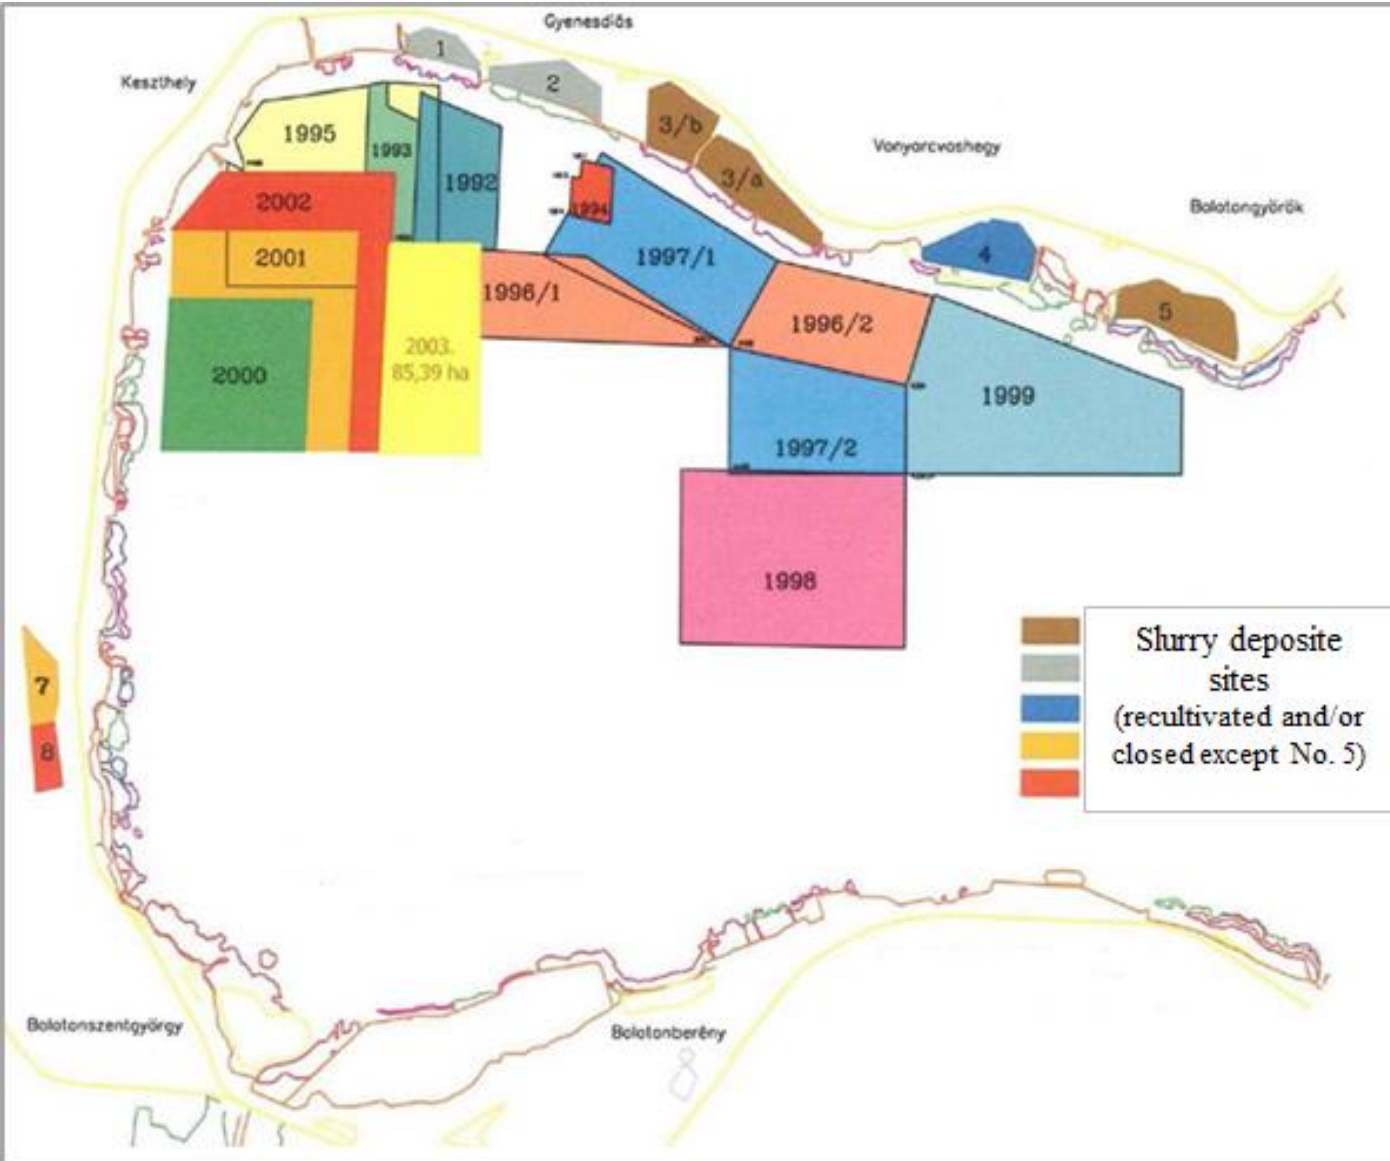 Gyenesdiás
Keszthely
1
2
3/b
3/a
Vonyarcvashegy
Balatongyörök
1995
1993
1992
1994
2002
2001
1997/1
4
5
1996/1
1996/2
2003.
85,39 ha
2000
1999
1997/2
1998
7
8
Slurry deposite
sites
(recultivated and/or
closed except No. 5)
Balatonszentgyörgy
Balatonberény